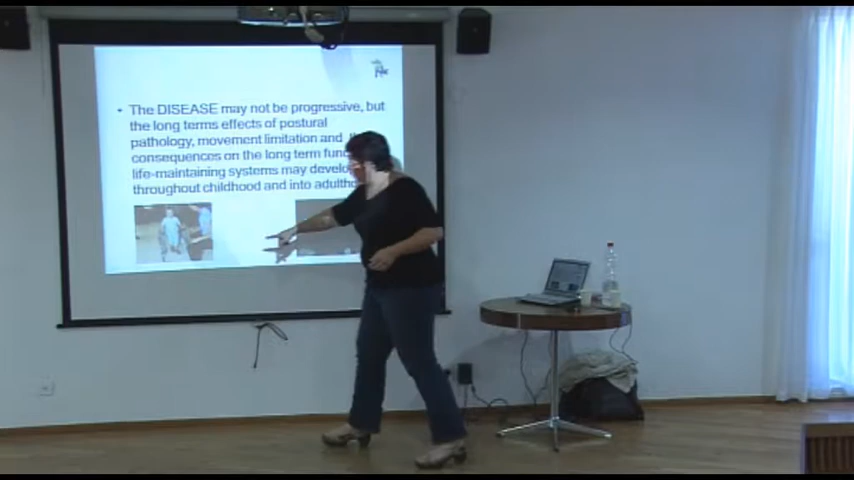 • The DISEASE may not be progressive, but
the long terms effects of postural
pathology, movement limitation and
consequences on the long term
life-maintaining systems may
throughout childhood and into